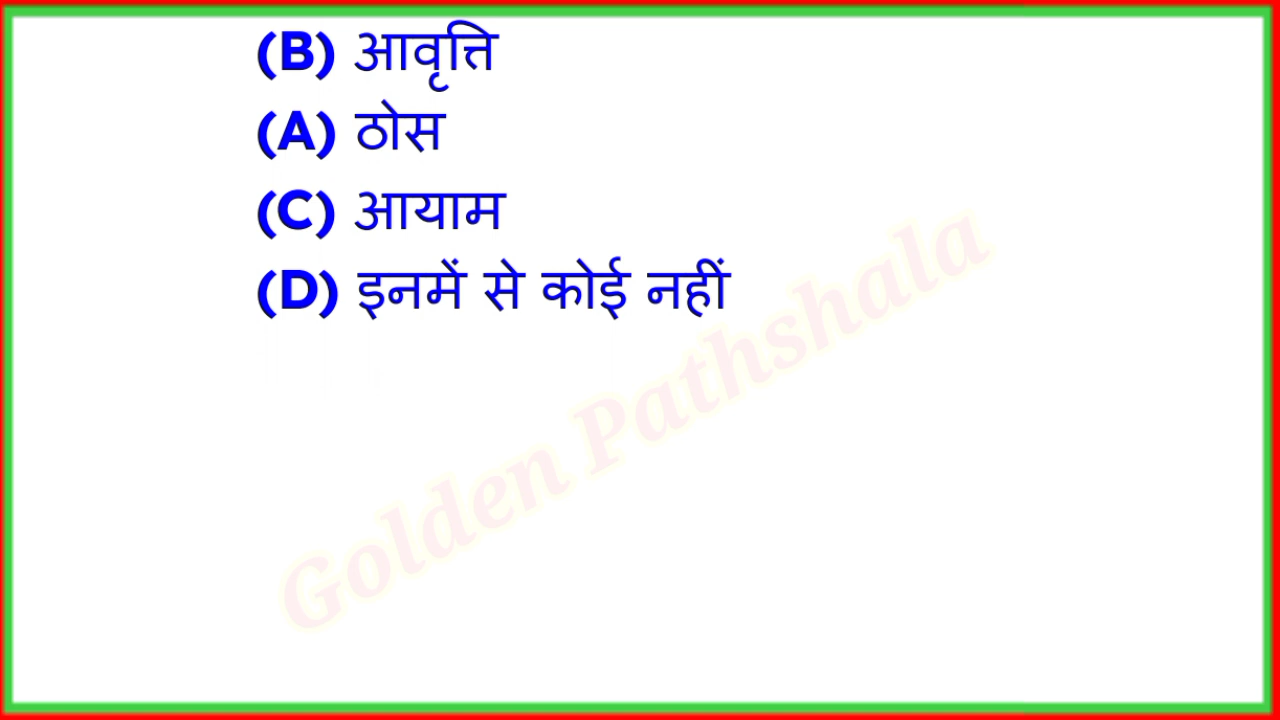 (B) आवृत्ति
(A) ठोस
(C) आयाम
(D) इनमें से कोई नहीं
Golden Pathshala